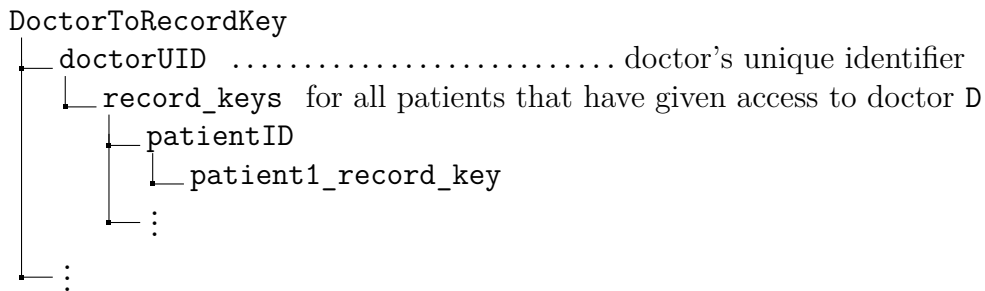 DoctorToRecordKey
doctorUID ........................... doctor's unique identifier
record_keys for all patients that have given access to doctor D
patientID
patient1_record_key
⋮
⋮